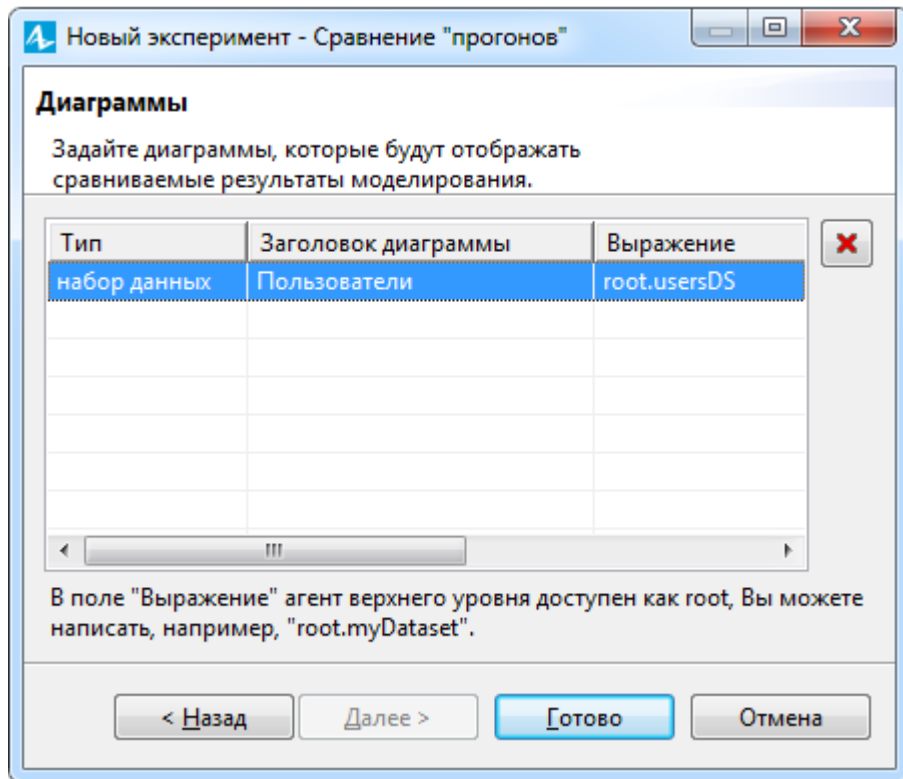 Новый эксперимент - Сравнение "прогонов"
Диаграммы
Задайте диаграммы, которые будут отображать
сравниваемые результаты моделирования.
Тип Заголовок диаграммы Выражение
набор данных Пользователи root.usersDS
В поле "Выражение" агент верхнего уровня доступен как root, Вы можете
написать, например, "root.myDataset".
< Назад Далее > Готово Отмена